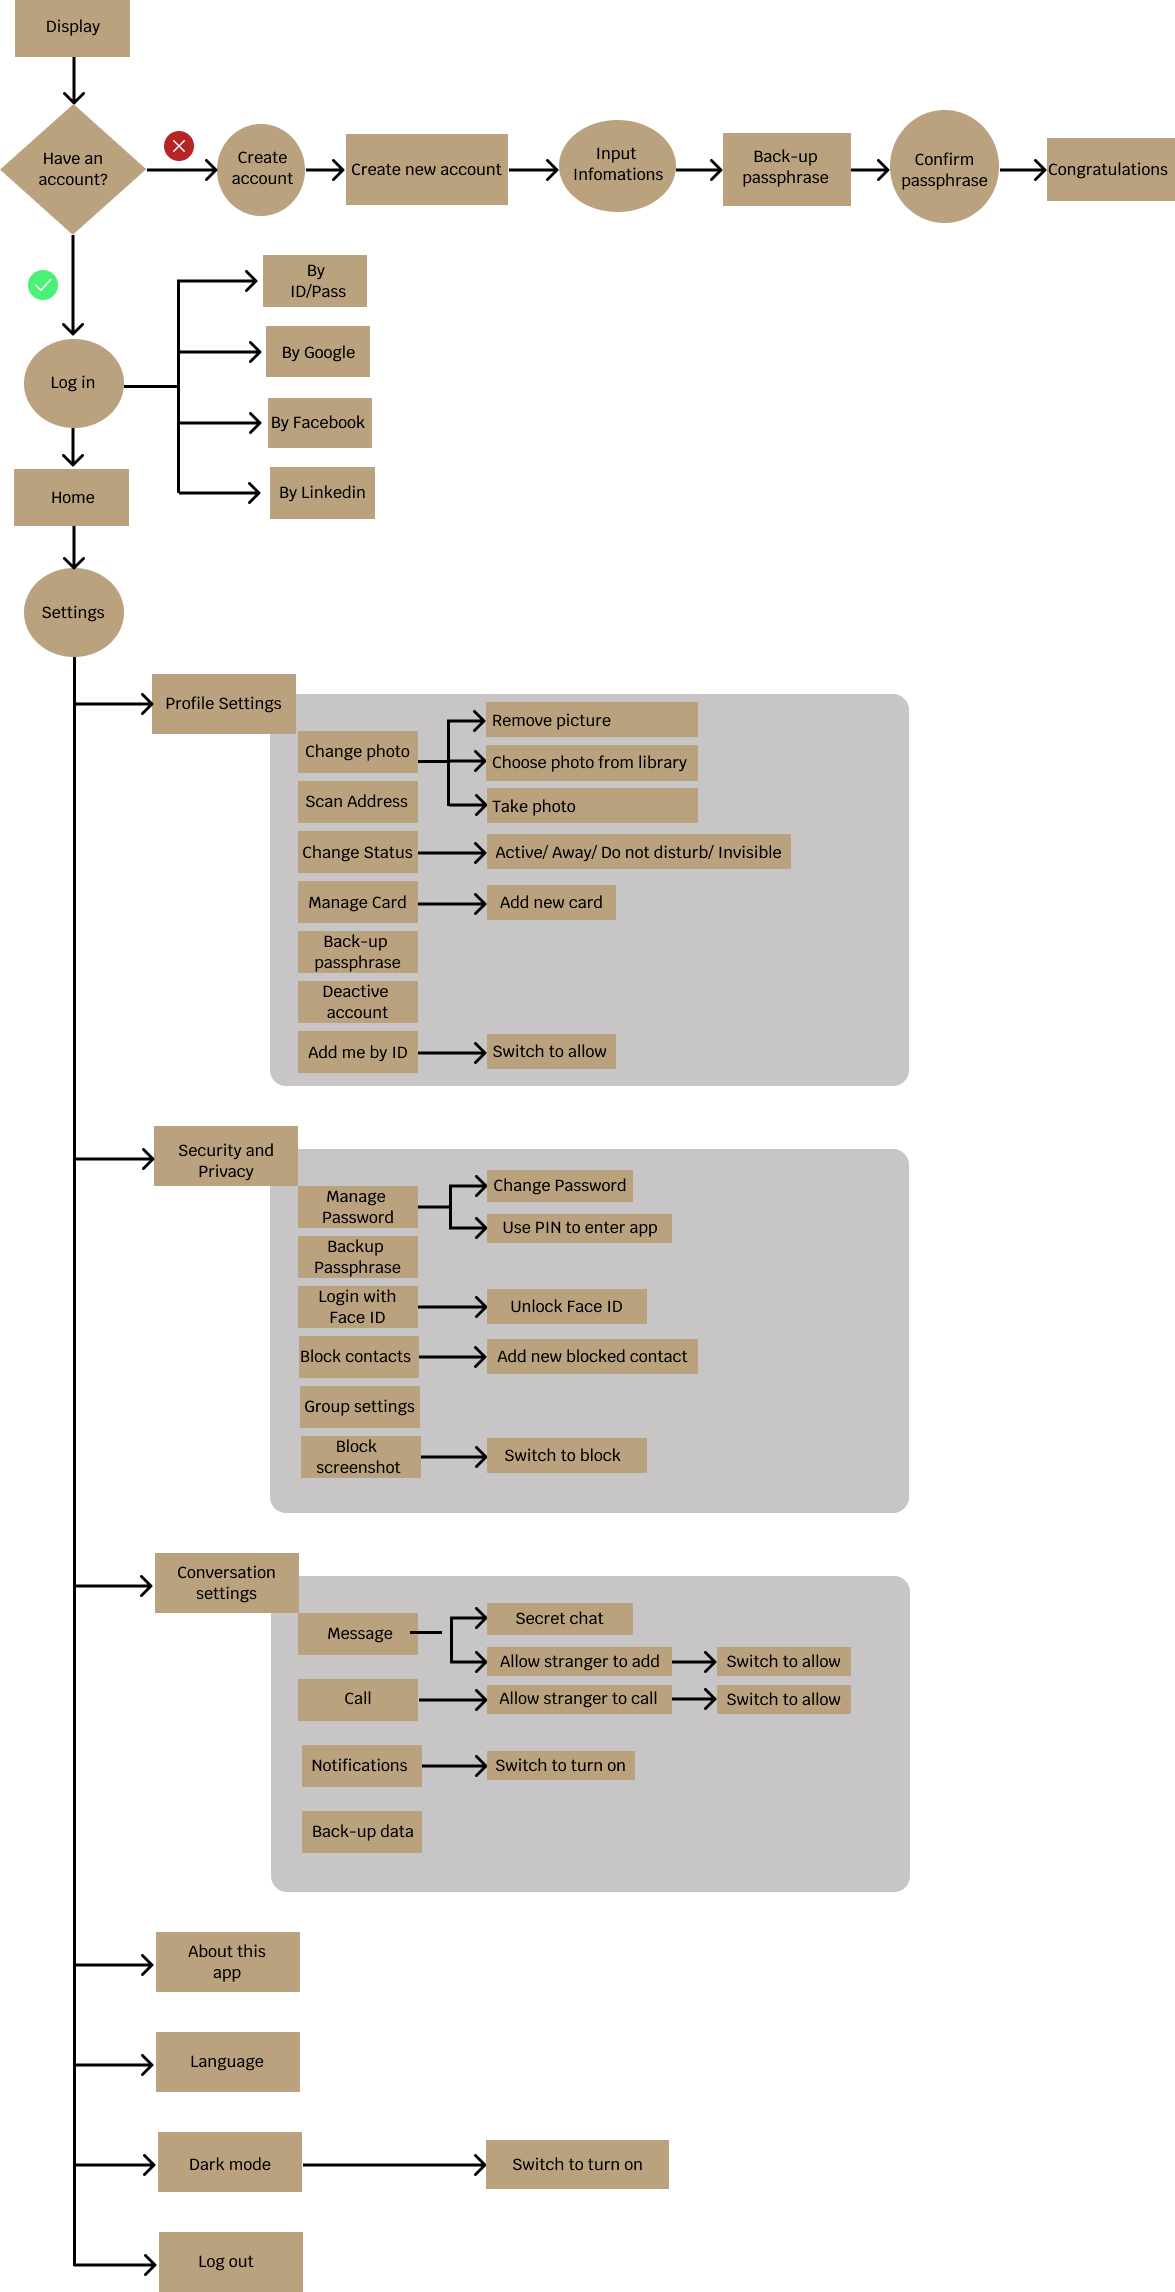 Display
Have an
account?
Create
account
Create new account
Input
Infomations
Back-up
passphrase
Confirm
passphrase
Congratulations
By
ID/Pass
By Google
By Facebook
By Linkedin
Log in
Home
Settings
Profile Settings
Change photo
Remove picture
Choose photo from library
Take photo
Scan Address
Change Status
Active/ Away/ Do not disturb/ Invisible
Manage Card
Add new card
Back-up
passphrase
Deactive
account
Add me by ID
Switch to allow
Security and
Privacy
Manage
Password
Change Password
Use PIN to enter app
Backup
Passphrase
Login with
Face ID
Unlock Face ID
Block contacts
Add new blocked contact
Group settings
Block
screenshot
Switch to block
Conversation
settings
Message
Secret chat
Allow stranger to add
Switch to allow
Call
Allow stranger to call
Switch to allow
Notifications
Switch to turn on
Back-up data
About this
app
Language
Dark mode
Switch to turn on
Log out